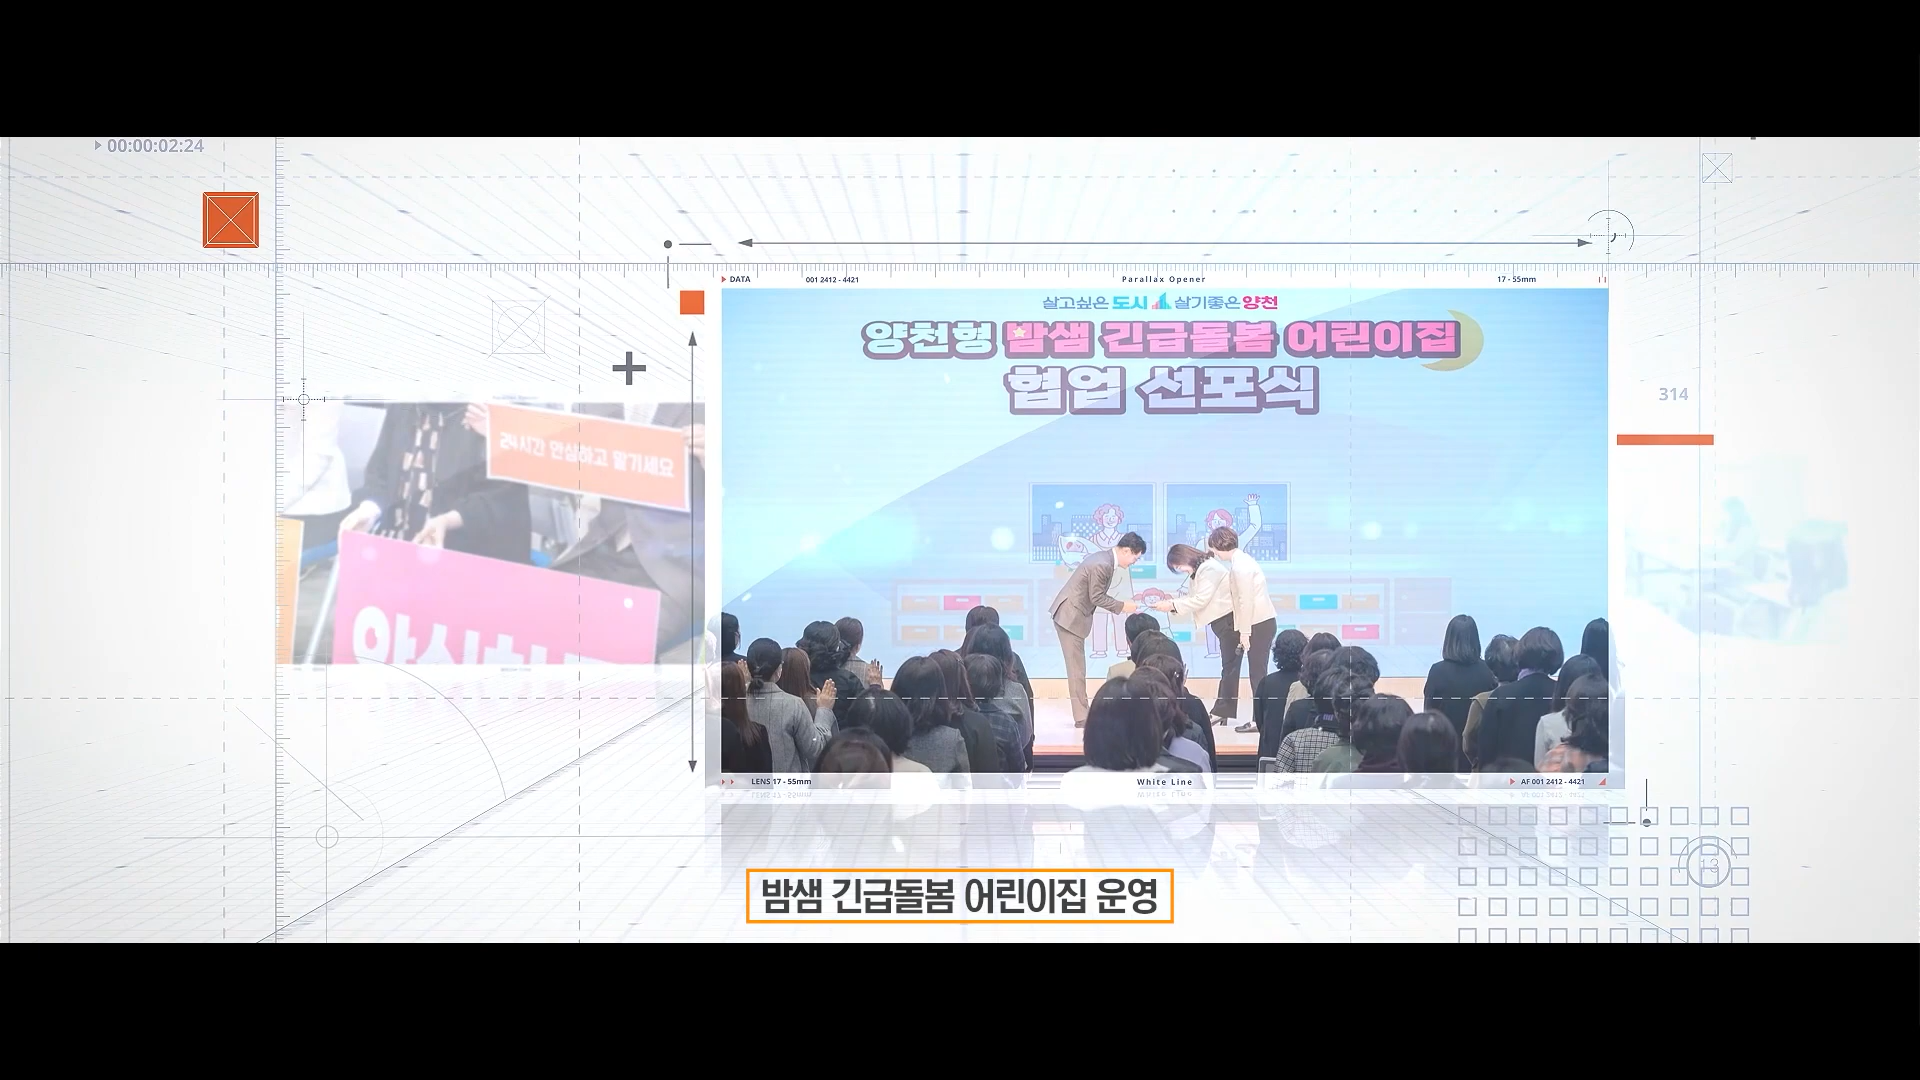 00:00:02:24
DATA
001 2412 - 4421
Parallax Opener
17 - 55mm
살고싶은 도시 살기좋은 양천
양천형 밤샘 긴급돌봄 어린이집
협업 선포식
314
24시간 안심하고 맡기세요
LENS 17 - 55mm
White Line
AF 001 2412 - 4421
13
밤샘 긴급돌봄 어린이집 운영